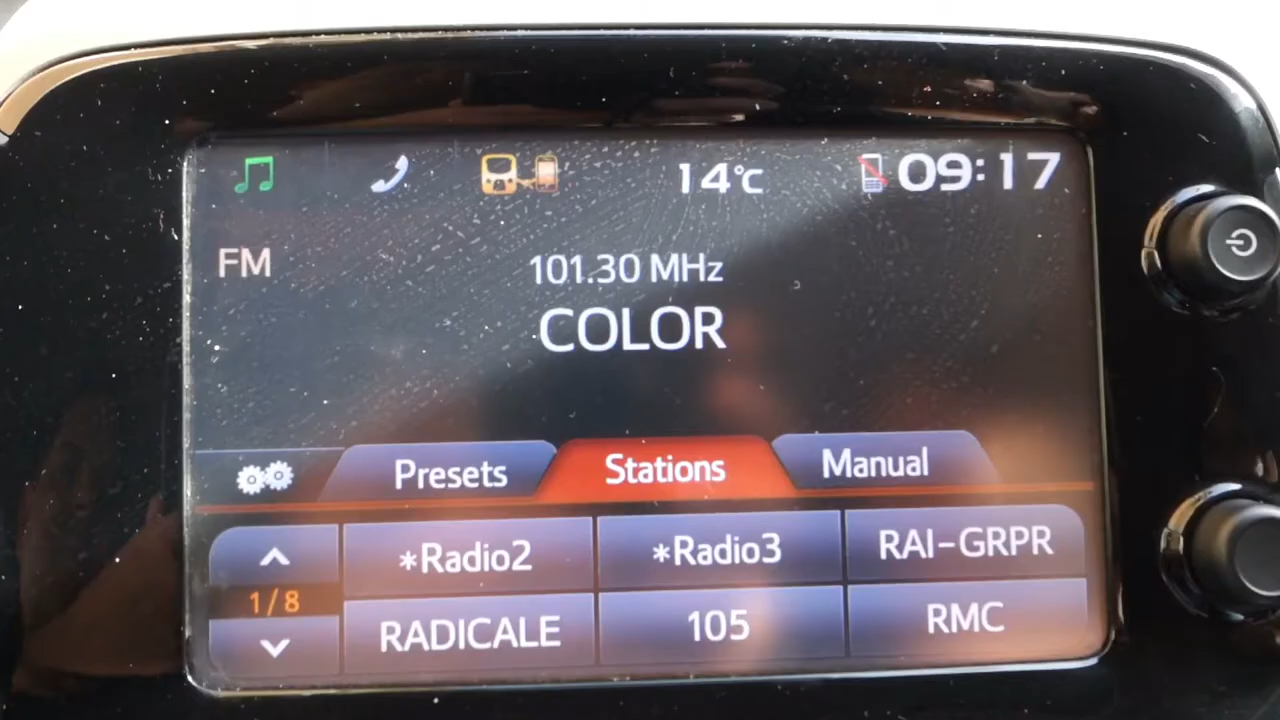 14°C 09:17
FM
101.30 MHz
COLOR
Presets Stations Manual
*Radio2 *Radio3 RAI-GRPR
1/8
RADICALE 105 RMC